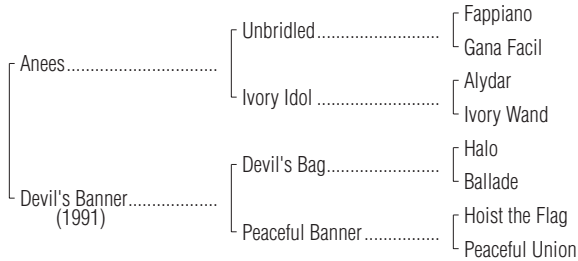 Fappiano
Unbridled
Gana Facil
Anees
Alydar
Ivory Idol
Ivory Wand
Halo
Devil's Bag
Ballade
Devil's Banner
(1991)
Hoist the Flag
Peaceful Banner
Peaceful Union